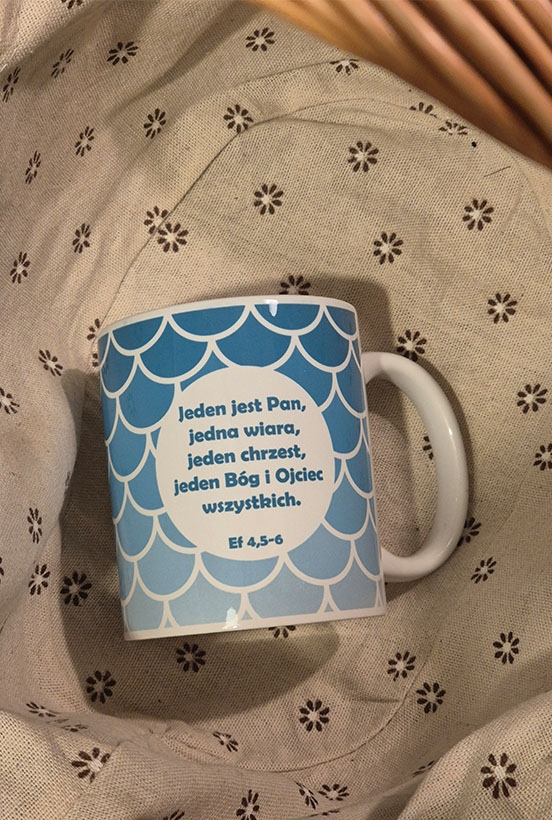 Jeden jest Pan,
jedna wiara,
jeden chrzest,
jeden Bóg i Ojciec
wszystkich.
Ef 4,5-6